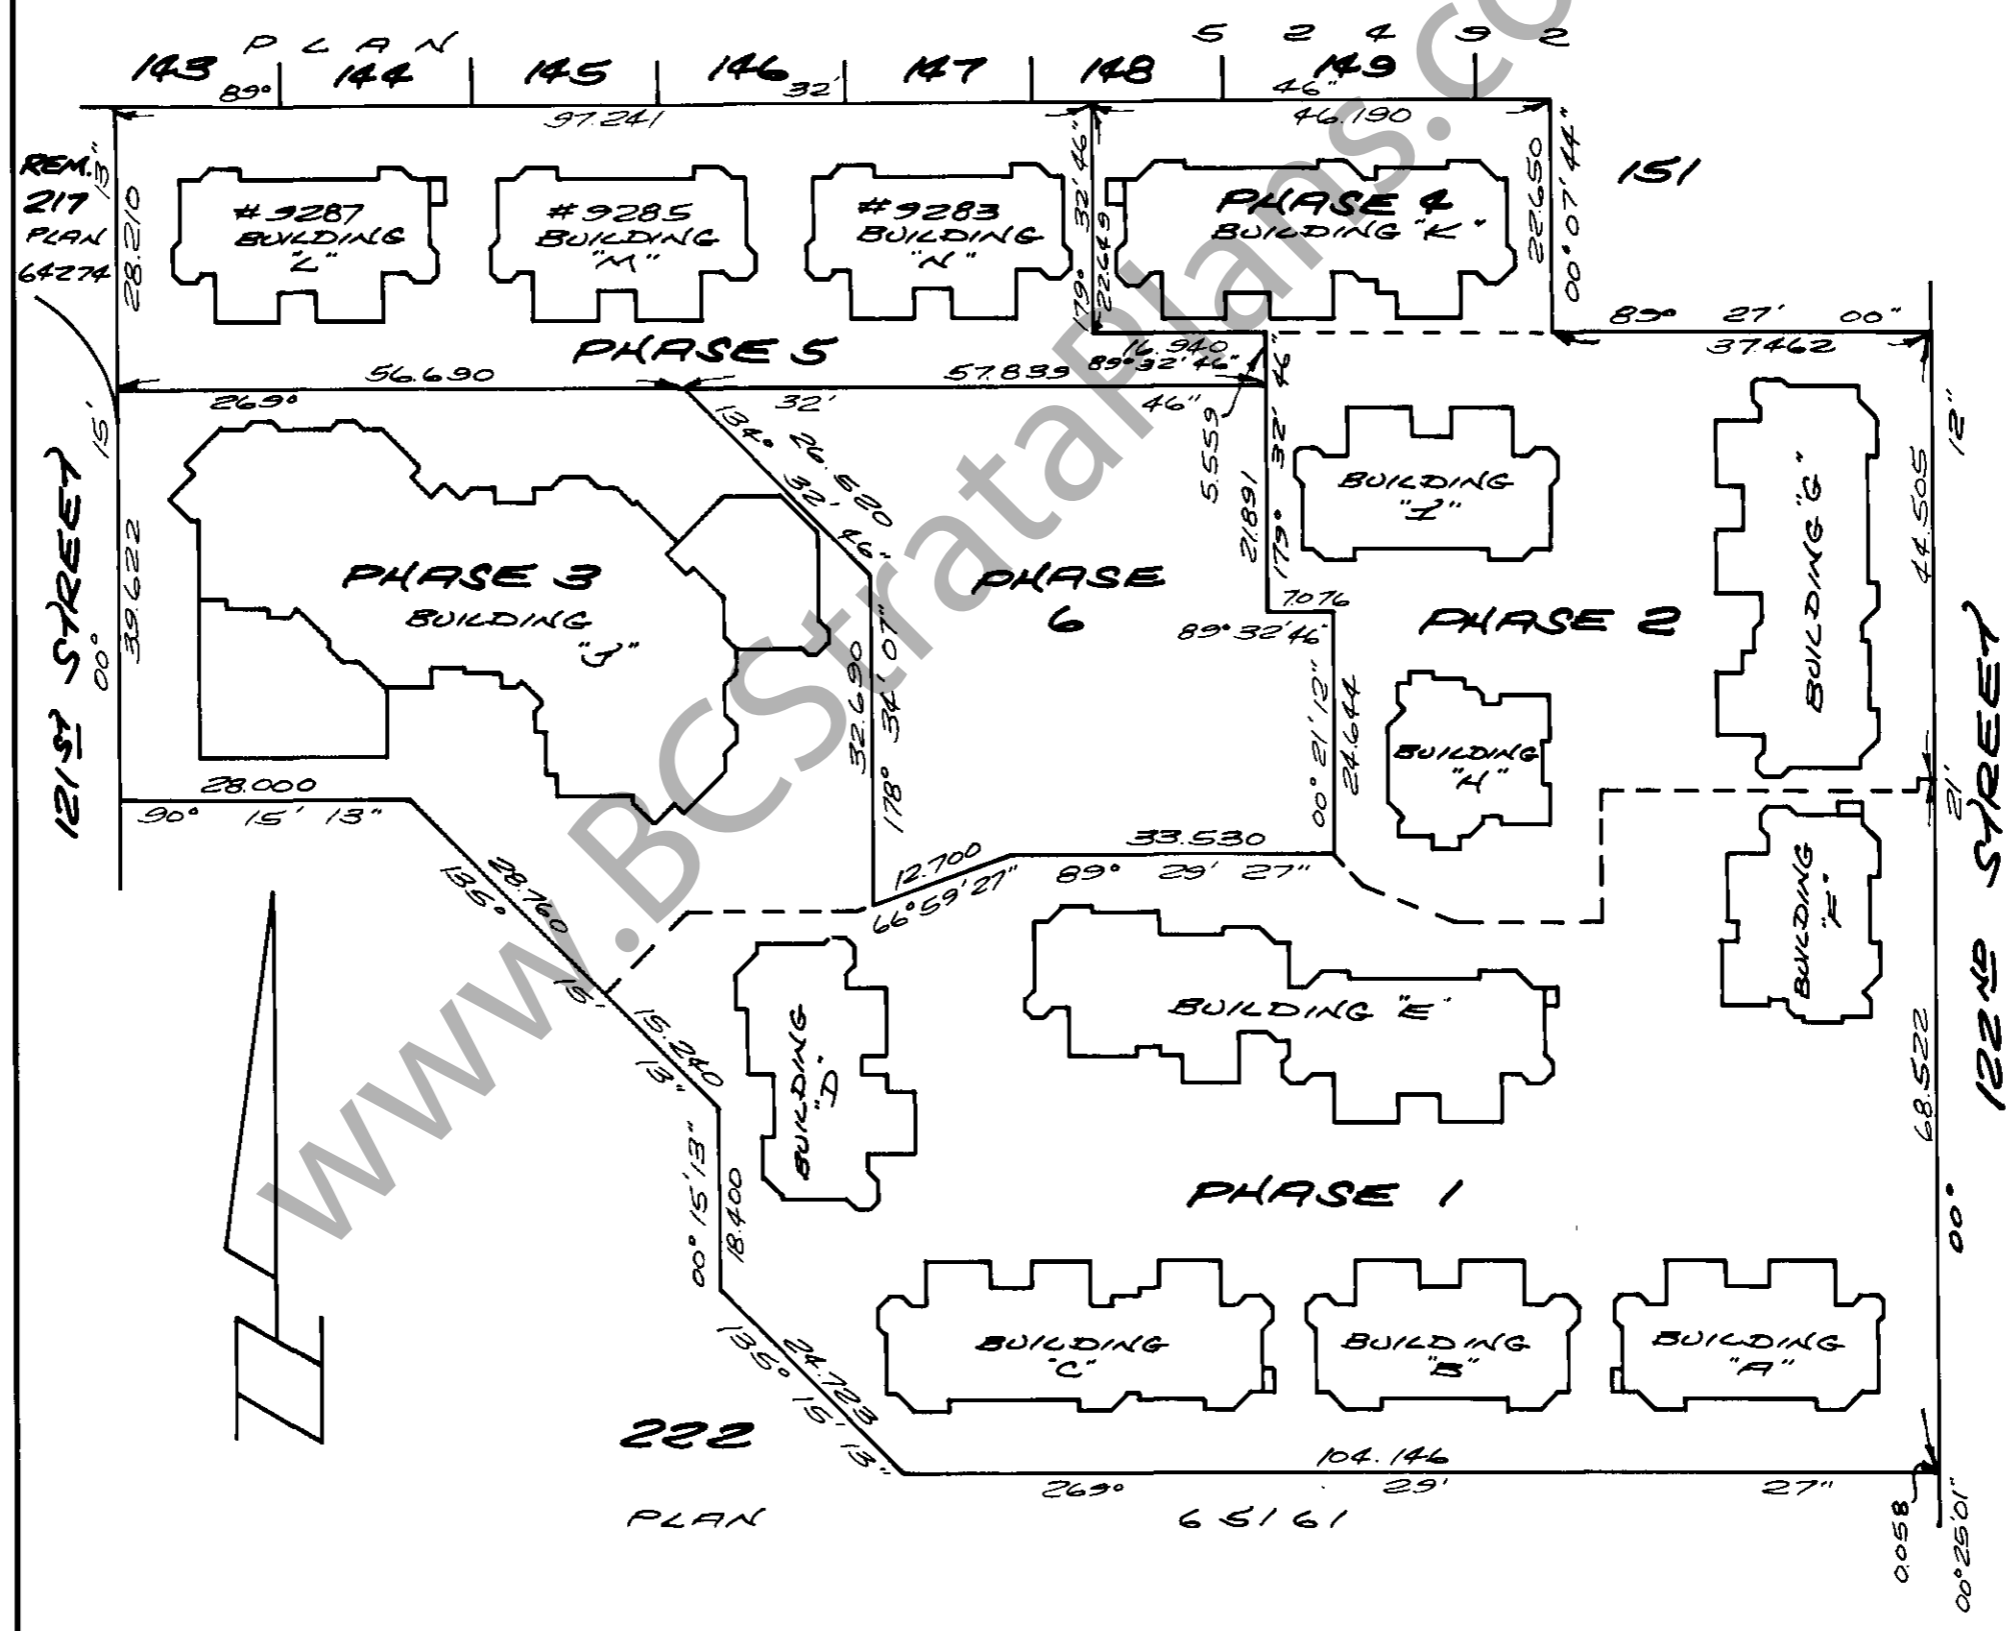 PLAN 52492
143 144 145 146 147 148 149
89° 32' 46"
97.241 46.190
REM.
217
PLAN
64274
13"
28.210
#9287
BUILDING
"L"
#9285
BUILDING
"M"
#9283
BUILDING
"N"
179° 32' 46"
22.649
PHASE 4
BUILDING "K"
22.650
00° 07' 44"
151
PHASE 5
16.940
89° 32' 46"
89° 27' 00"
37.462
56.690 57.839
269° 32' 46"
5.559
15'
39.622
00°
121ST STREET
134° 32' 46"
26.520
PHASE 3
BUILDING
"J"
PHASE
6
21.891
179° 32' 46"
BUILDING
"I"
BUILDING "G"
12"
44.505
7.076
89° 32' 46"
PHASE 2
32.690
178° 34' 07"
00° 21' 12"
24.644
BUILDING
"H"
122ND STREET
28.000
90° 15' 13"
28.760
135° 15' 13"
12.700
66° 59' 27"
33.530
89° 29' 27"
21'
BUILDING
"F"
15.240
BUILDING
"D"
BUILDING "E"
68.522
00°
00° 15' 13"
18.400
PHASE 1
24.723
135° 15' 13"
BUILDING
"C"
BUILDING
"B"
BUILDING
"A"
222
104.146
269° 29' 27"
PLAN 65161
0.058
00° 25' 01"
www.BCStrataPlans.co